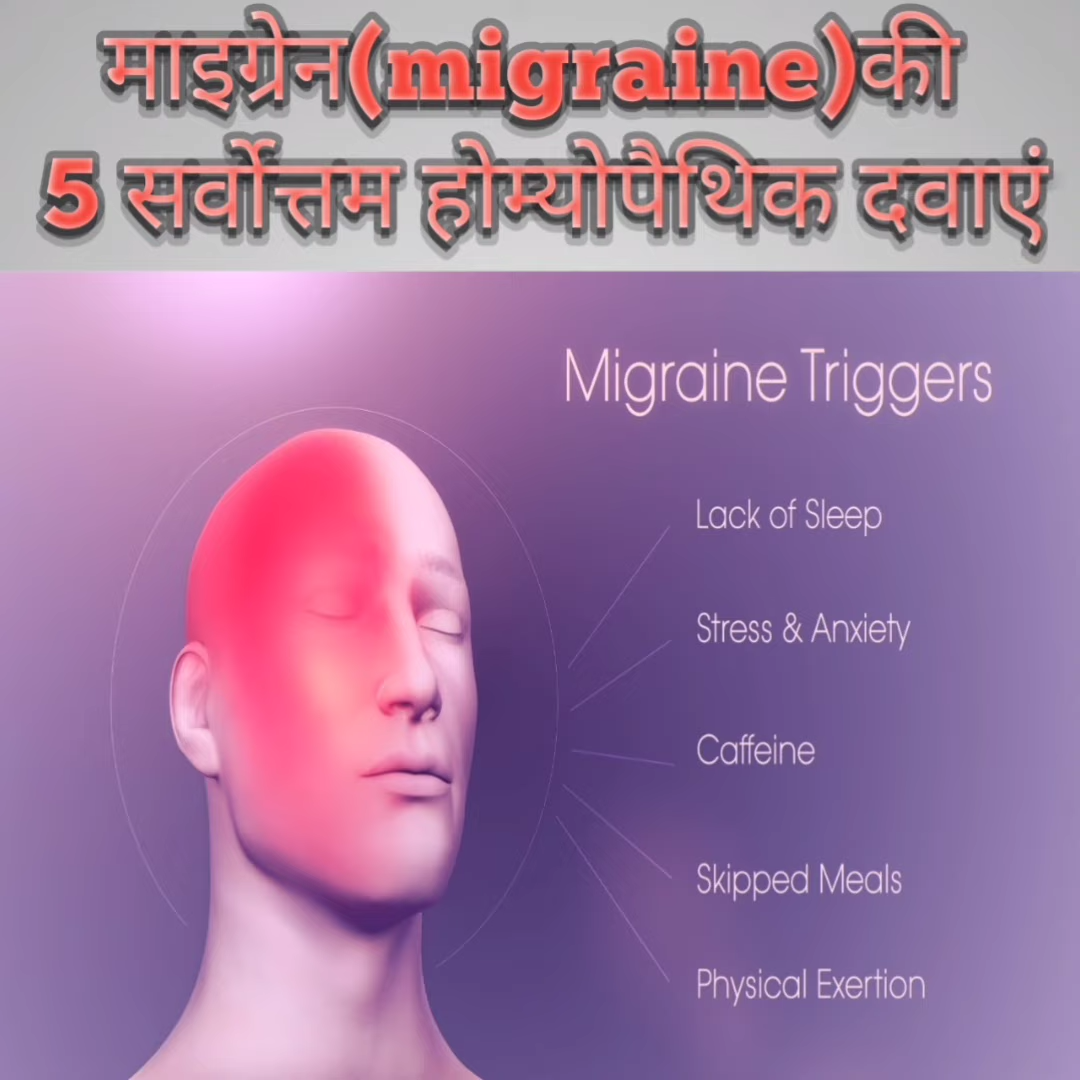 माइग्रेन(migraine)की
5 सर्वोत्तम होम्योपैथिक दवाएं
Migraine Triggers
Lack of Sleep
Stress & Anxiety
Caffeine
Skipped Meals
Physical Exertion